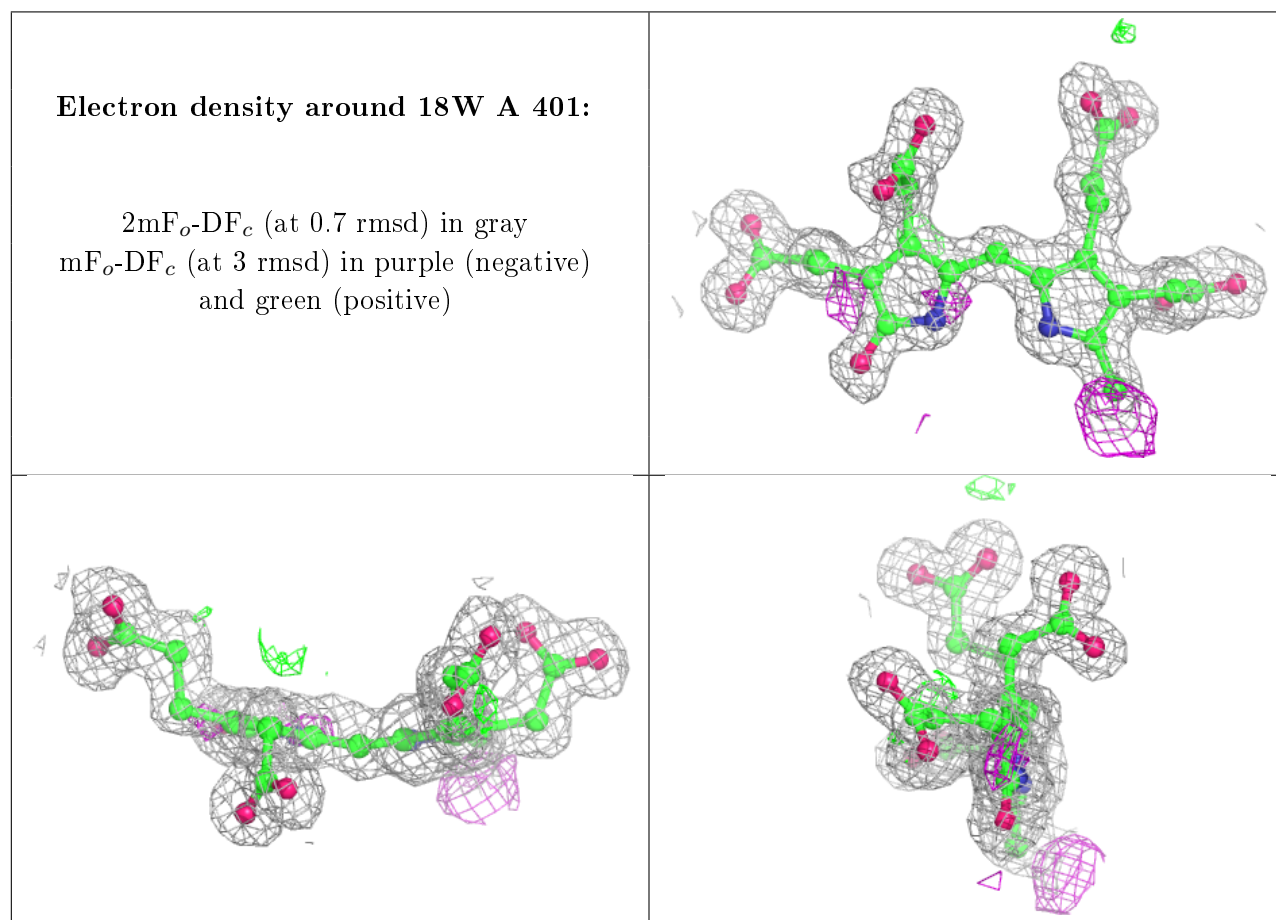 Electron density around 18W A 401:
2mFo-DFc (at 0.7 rmsd) in gray
mFo-DFc (at 3 rmsd) in purple (negative)
and green (positive)